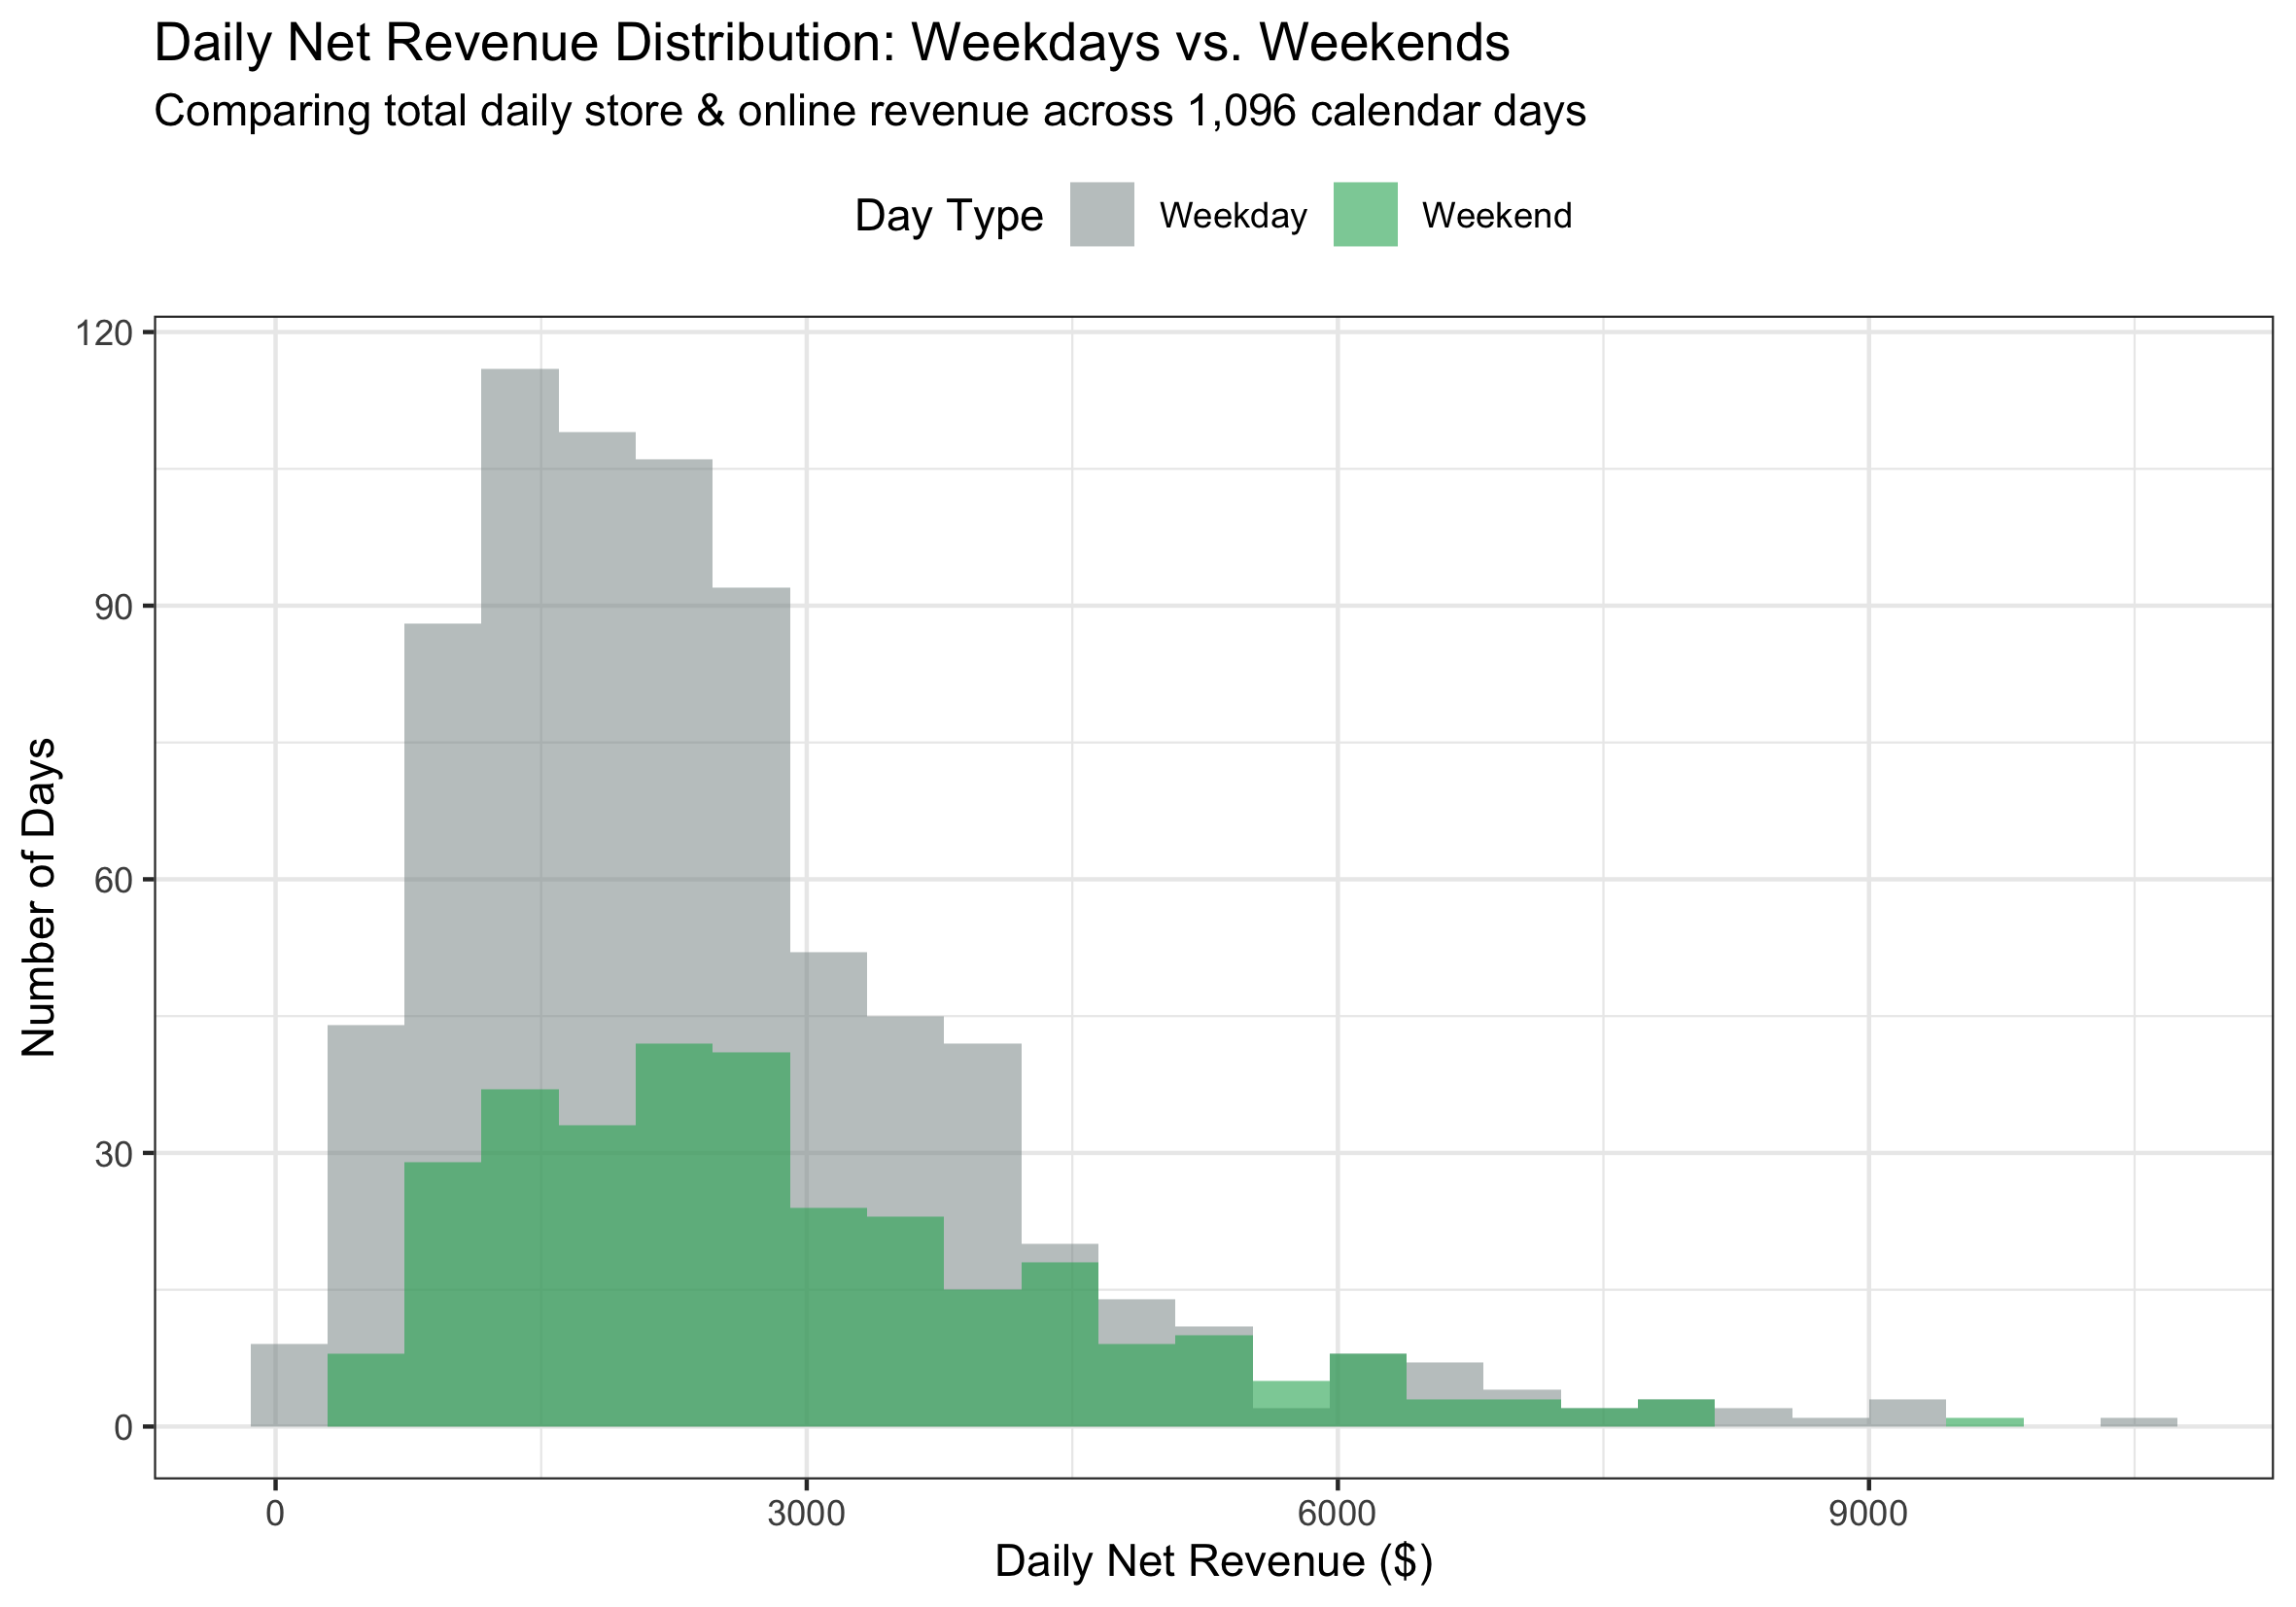 Daily Net Revenue Distribution: Weekdays vs. Weekends
Comparing total daily store & online revenue across 1,096 calendar days
Day Type Weekday Weekend
120
90
60
30
0
Number of Days
0 3000 6000 9000
Daily Net Revenue ($)